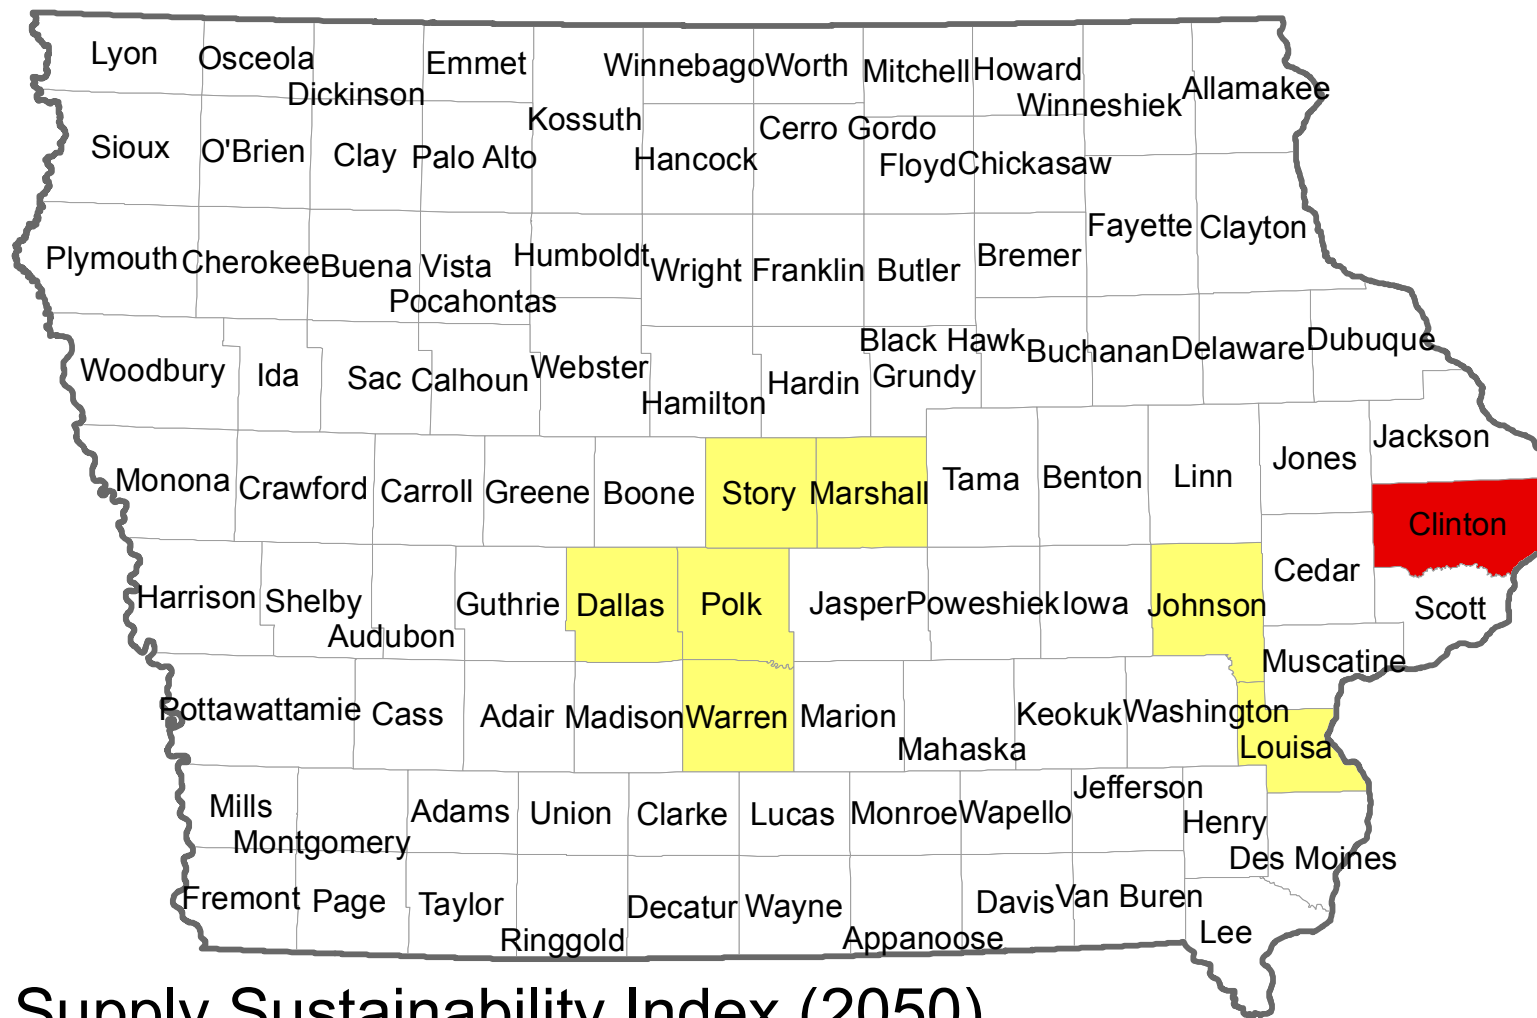 Lyon
Osceola
Dickinson
Emmet
Winnebago
Worth
Mitchell
Howard
Winneshiek
Allamakee
Kossuth
Sioux
O'Brien
Clay
Palo Alto
Hancock
Cerro Gordo
Floyd
Chickasaw
Fayette
Clayton
Plymouth
Cherokee
Buena Vista
Pocahontas
Humboldt
Wright
Franklin
Butler
Bremer
Woodbury
Ida
Sac
Calhoun
Webster
Hamilton
Hardin
Black Hawk
Grundy
Buchanan
Delaware
Dubuque
Monona
Crawford
Carroll
Greene
Boone
Story
Marshall
Tama
Benton
Linn
Jones
Jackson
Clinton
Harrison
Shelby
Audubon
Guthrie
Dallas
Polk
Jasper
Poweshiek
Iowa
Johnson
Cedar
Scott
Muscatine
Pottawattamie
Cass
Adair
Madison
Warren
Marion
Mahaska
Keokuk
Washington
Louisa
Mills
Montgomery
Adams
Union
Clarke
Lucas
Monroe
Wapello
Jefferson
Henry
Des Moines
Fremont
Page
Taylor
Ringgold
Decatur
Wayne
Appanoose
Davis
Van Buren
Lee
Supply Sustainability Index (2050)